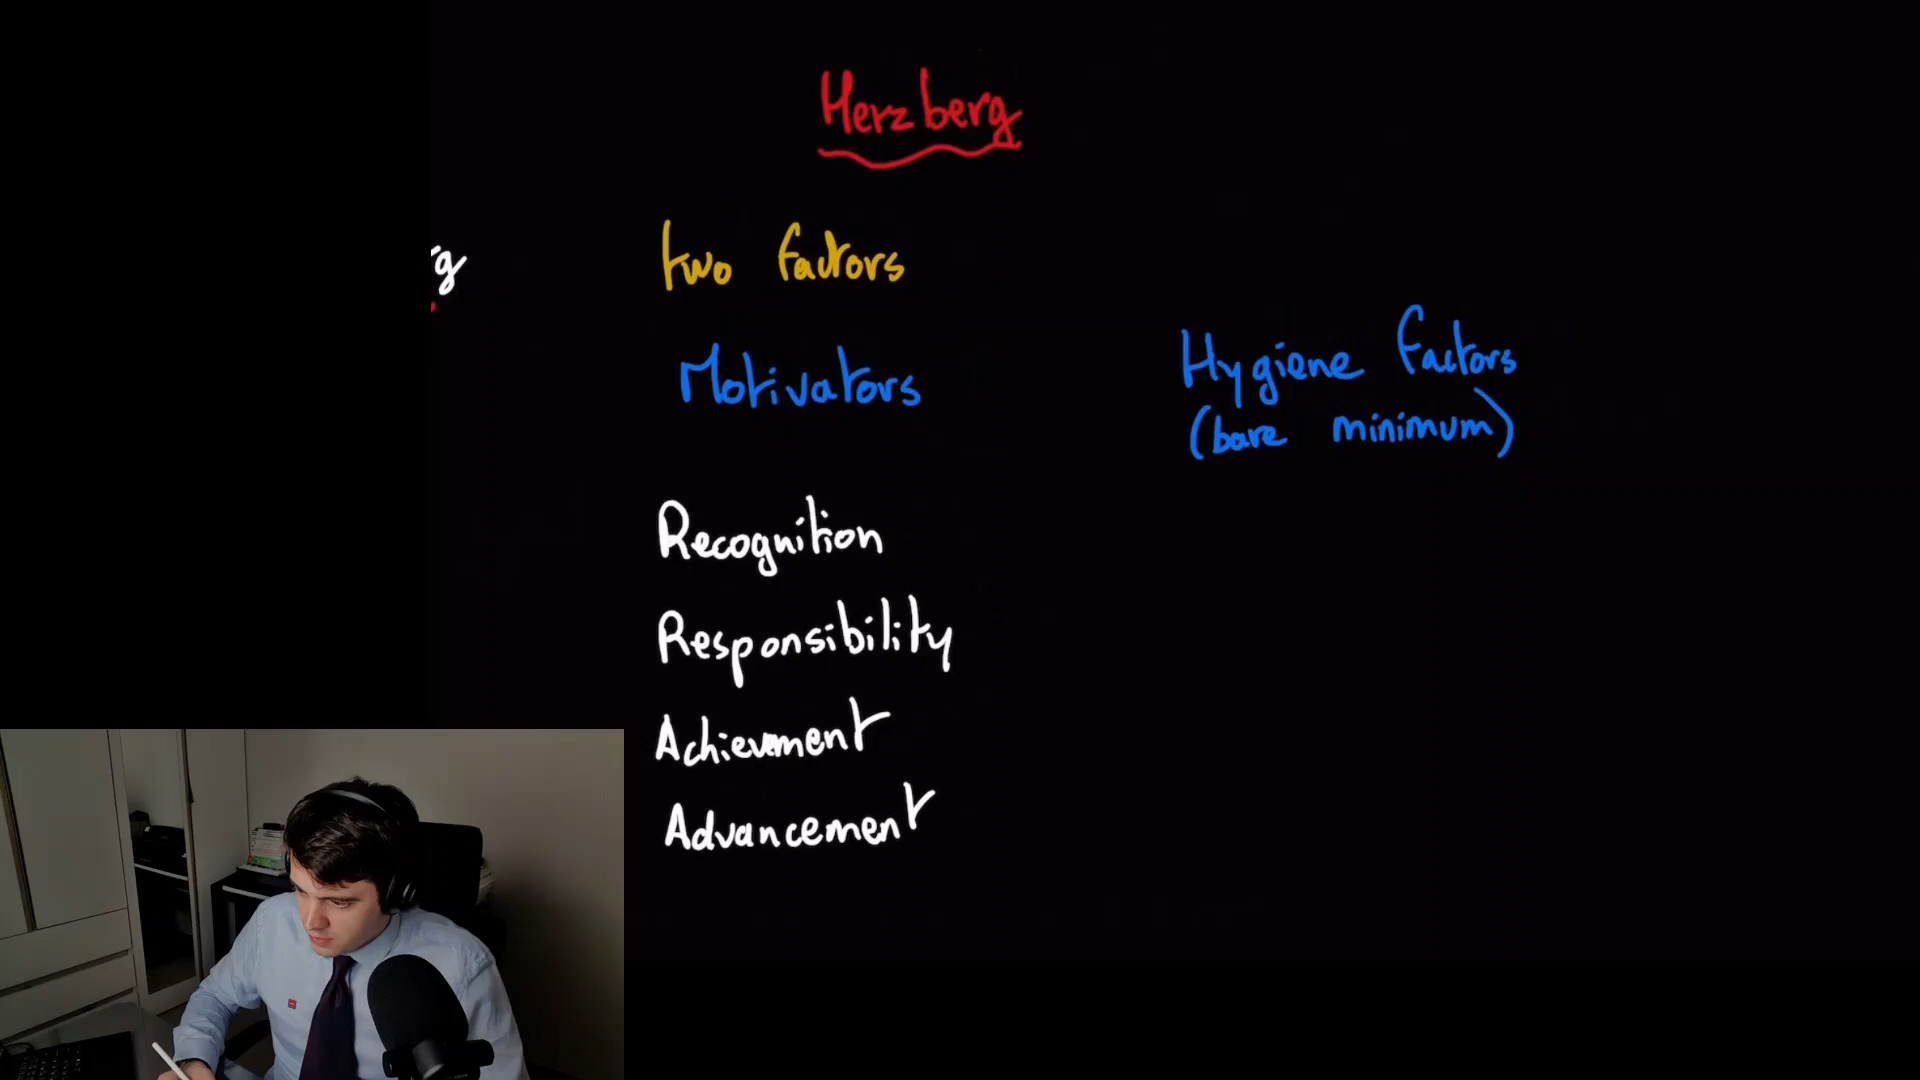 Herzberg
g
two factors
Motivators
Hygiene factors
(bare minimum)
Recognition
Responsibility
Achievement
Advancement